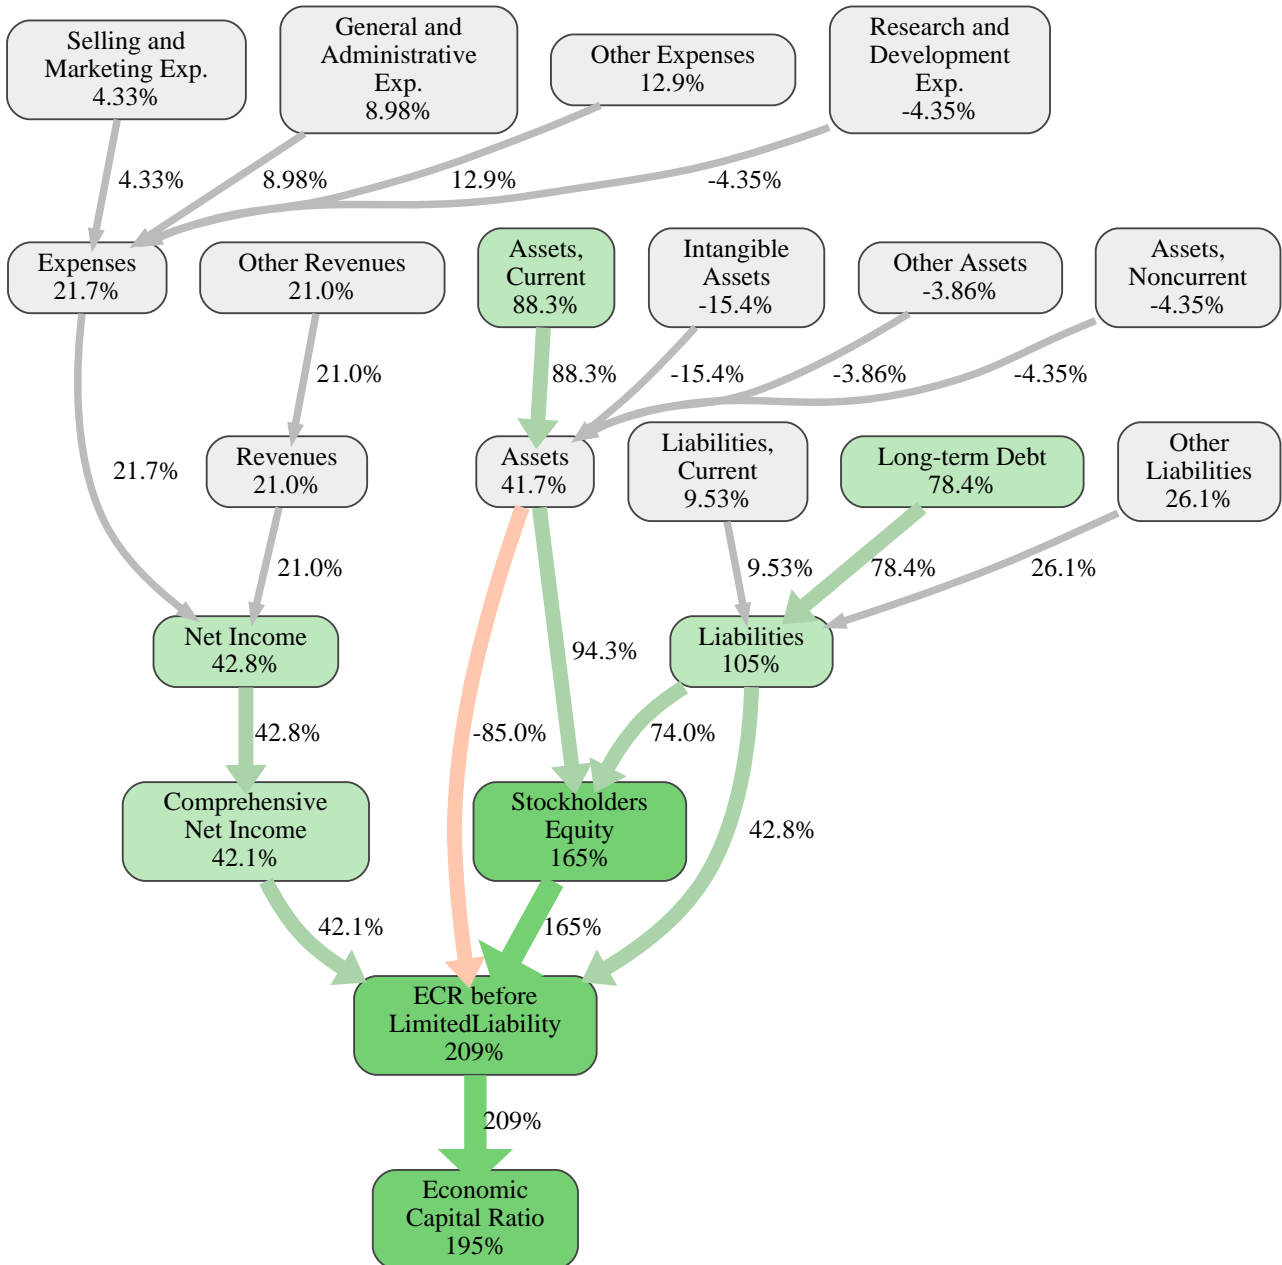 Selling and
Marketing Exp.
4.33%
General and
Administrative
Exp.
8.98%
Other Expenses
12.9%
Research and
Development
Exp.
-4.35%
4.33%
8.98%
12.9%
-4.35%
Expenses
21.7%
Other Revenues
21.0%
Assets,
Current
88.3%
Intangible
Assets
-15.4%
Other Assets
-3.86%
Assets,
Noncurrent
-4.35%
21.0%
88.3%
-15.4%
-3.86%
-4.35%
Revenues
21.0%
Assets
41.7%
Liabilities,
Current
9.53%
Long-term Debt
78.4%
Other
Liabilities
26.1%
21.7%
21.0%
9.53%
78.4%
26.1%
Net Income
42.8%
94.3%
Liabilities
105%
42.8%
-85.0%
74.0%
Comprehensive
Net Income
42.1%
Stockholders
Equity
165%
42.8%
42.1%
165%
ECR before
LimitedLiability
209%
209%
Economic
Capital Ratio
195%